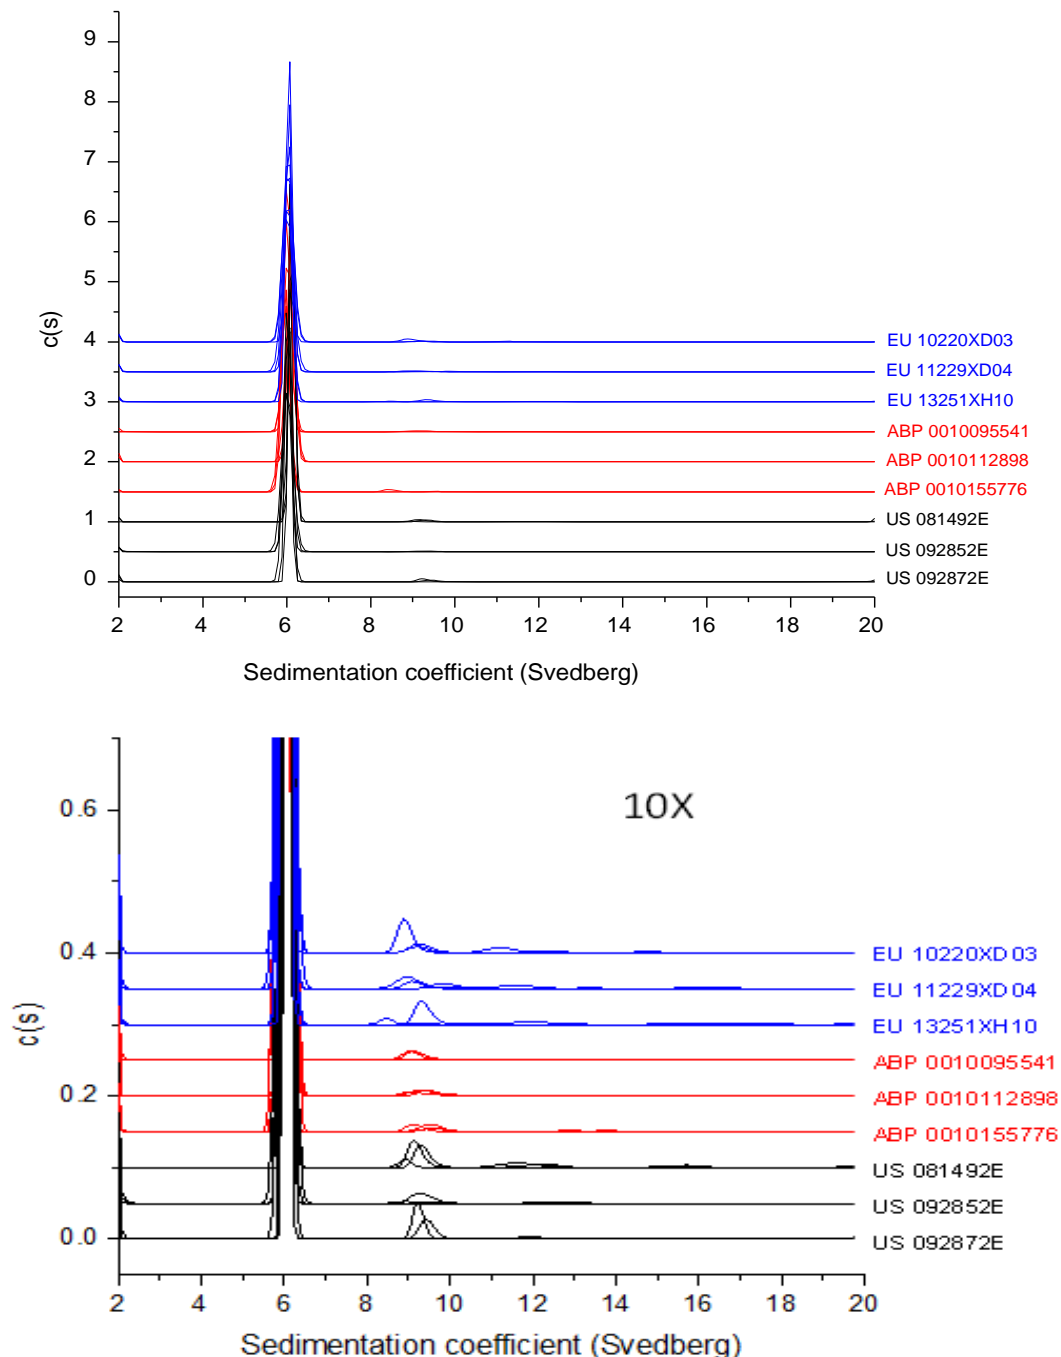 9
8
7
6
5
4
3
2
1
0
c(s)
EU 10220XD03
EU 11229XD04
EU 13251XH10
ABP 0010095541
ABP 0010112898
ABP 0010155776
US 081492E
US 092852E
US 092872E
2 4 6 8 10 12 14 16 18 20
Sedimentation coefficient (Svedberg)
10X
0.6
0.4
0.2
0.0
c(s)
EU 10220XD03
EU 11229XD04
EU 13251XH10
ABP 0010095541
ABP 0010112898
ABP 0010155776
US 081492E
US 092852E
US 092872E
2 4 6 8 10 12 14 16 18 20
Sedimentation coefficient (Svedberg)